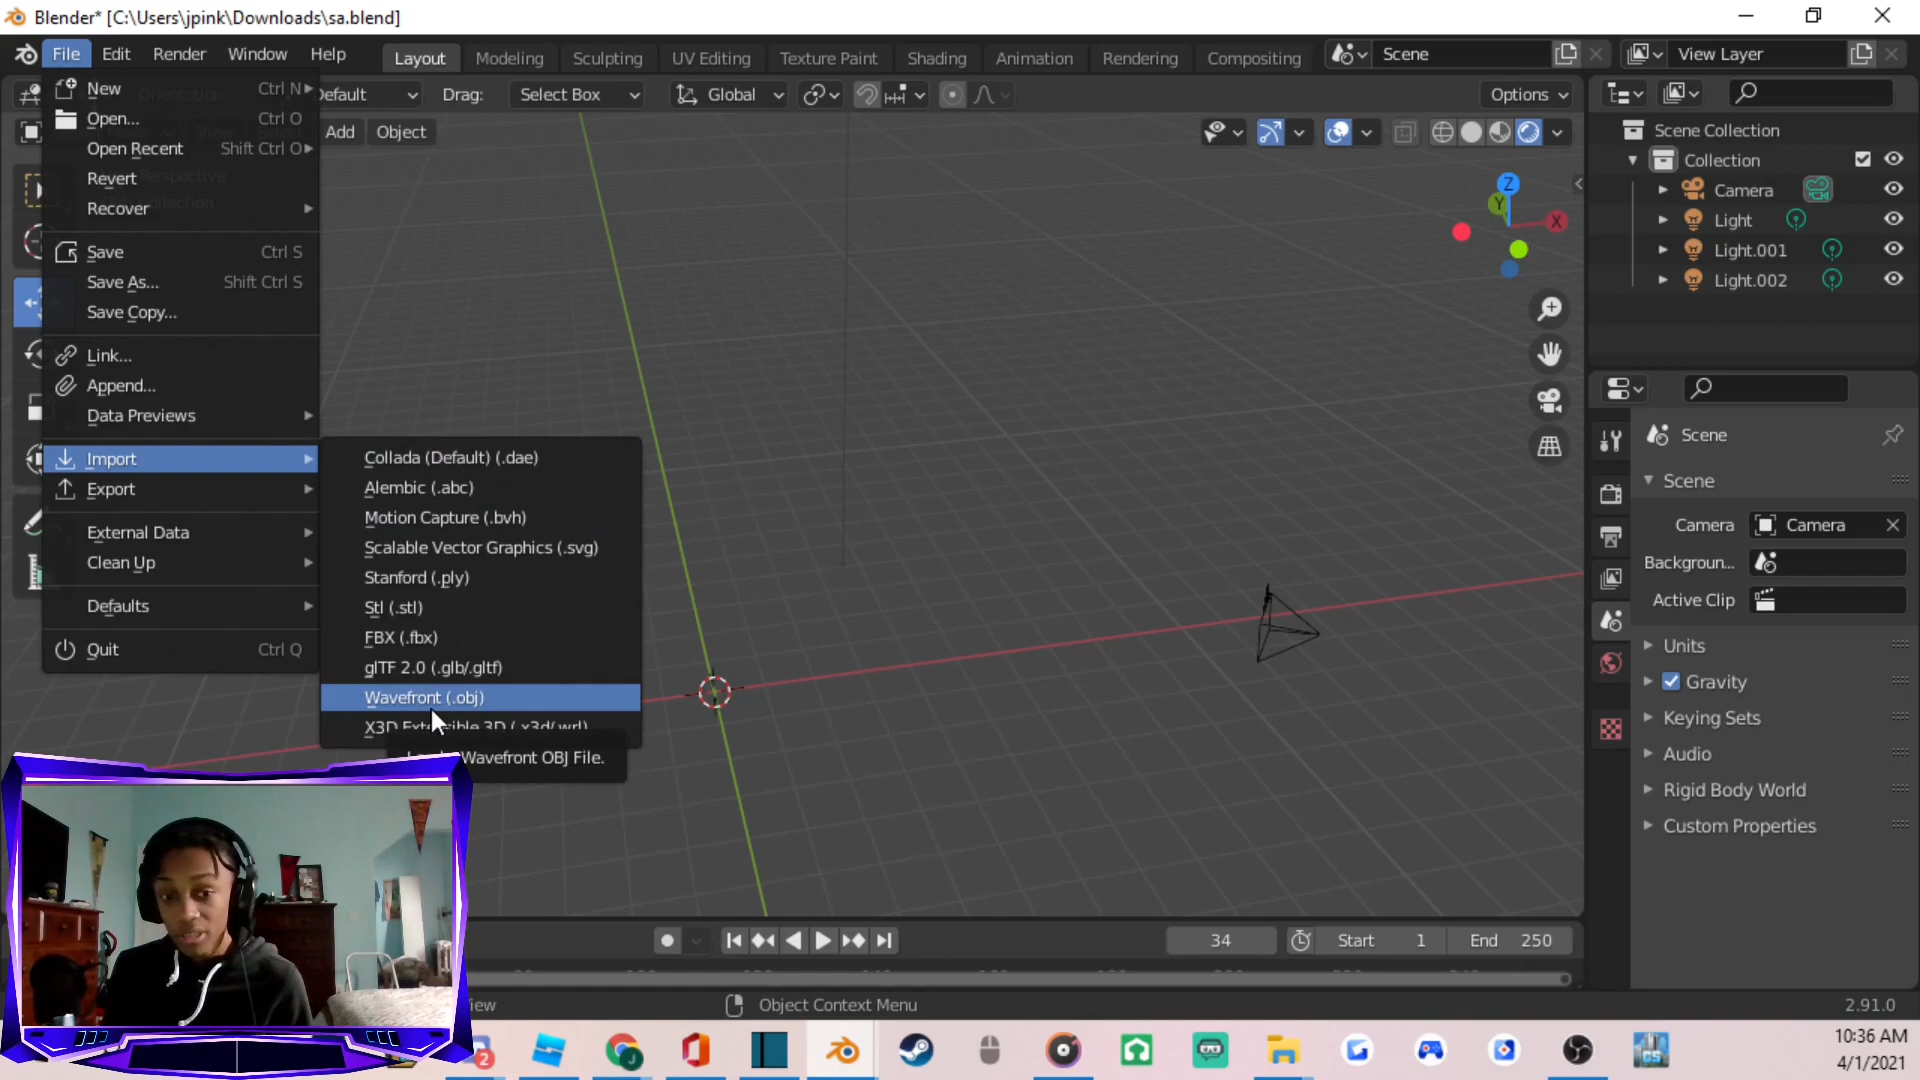 Blender* [C:\Users\jpink\Downloads\sa.blend]
File Edit Render Window Help Layout Modeling Sculpting UV Editing Texture Paint Shading Animation Rendering Compositing Scene View Layer
New Ctrl N
Default Drag: Select Box Global Options
Open... Ctrl O
Add Object
Open Recent Shift Ctrl O
Revert
Recover
Save Ctrl S
Save As... Shift Ctrl S
Save Copy...
Link...
Append...
Data Previews
Import
Export
External Data
Clean Up
Defaults
Quit Ctrl Q
Collada (Default) (.dae)
Alembic (.abc)
Motion Capture (.bvh)
Scalable Vector Graphics (.svg)
Stanford (.ply)
Stl (.stl)
FBX (.fbx)
glTF 2.0 (.glb/.gltf)
Wavefront (.obj)
X3D Extensible 3D (.x3d/.wrl)
Wavefront OBJ File.
Z
Y
X
Scene Collection
Collection
Camera
Light
Light.001
Light.002
Scene
Scene
Camera Camera
Backgroun...
Active Clip
Units
Gravity
Keying Sets
Audio
Rigid Body World
Custom Properties
34 Start 1 End 250
Object Context Menu
2.91.0
2
J
10:36 AM
4/1/2021